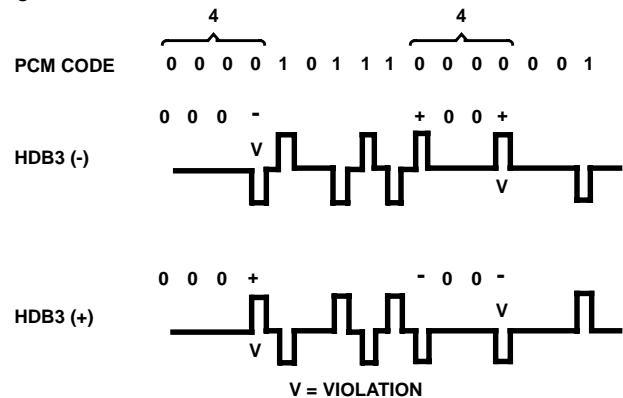 4 4
PCM CODE 0 0 0 0 1 0 1 1 1 0 0 0 0 0 0 1
0 0 0 - + 0 0 +
V
HDB3 (-)
V
0 0 0 + - 0 0 -
V
HDB3 (+)
V
V = VIOLATION